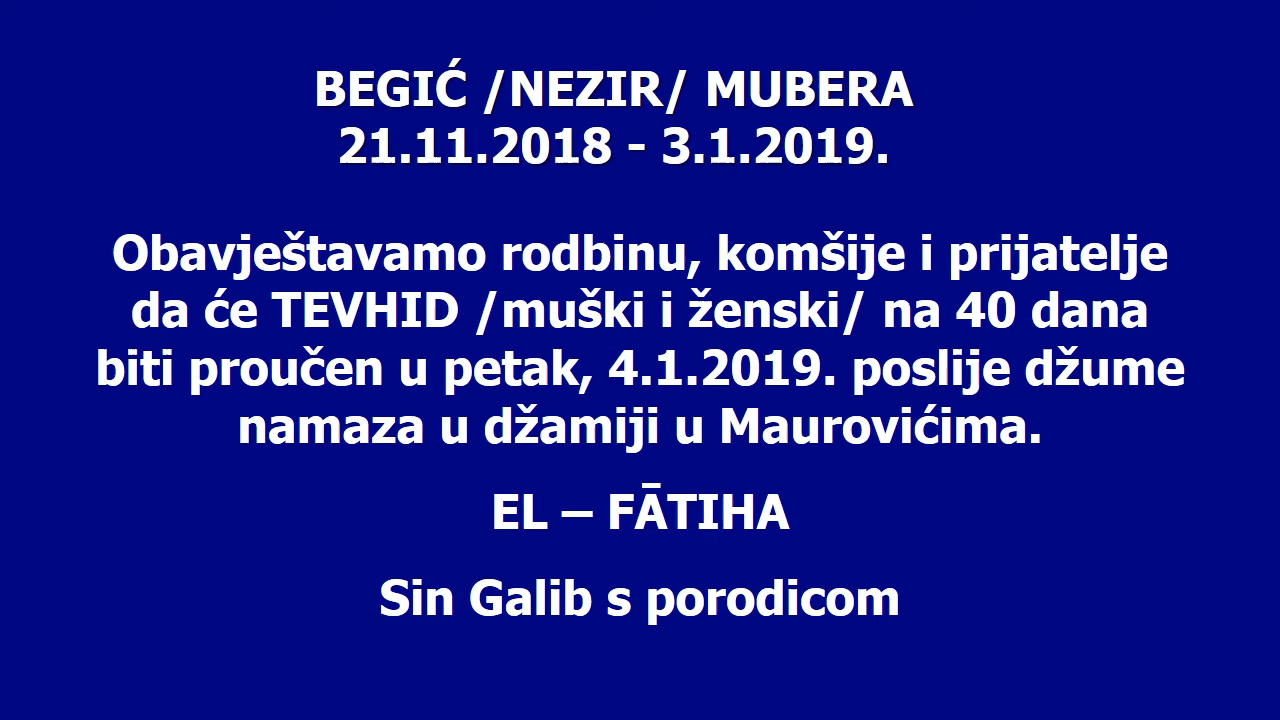 BEGIĆ /NEZIR/ MUBERA
21.11.2018 - 3.1.2019.
Obavještavamo rodbinu, komšije i prijatelje
da će TEVHID /muški i ženski/ na 40 dana
biti proučen u petak, 4.1.2019. poslije džume
namaza u džamiji u Maurovićima.
EL – FĀTIHA
Sin Galib s porodicom